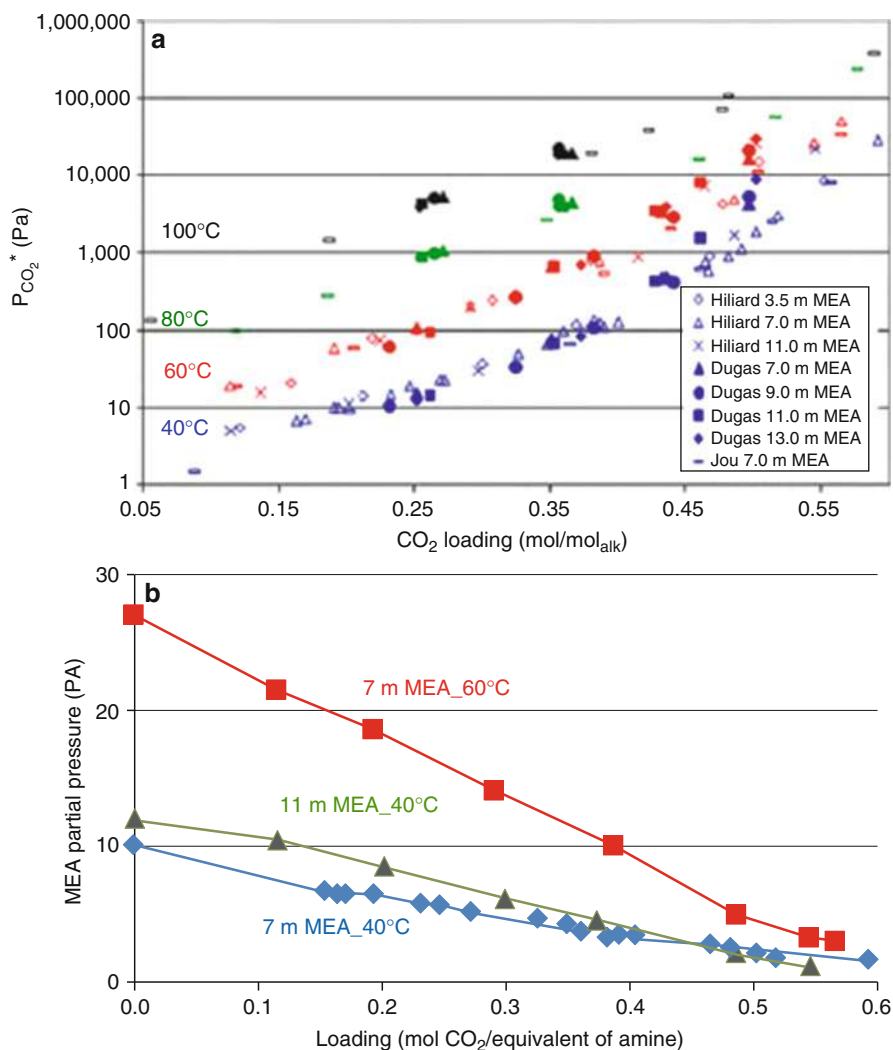 a
1,000,000
100,000
10,000
1,000
100
10
1
P_CO2* (Pa)
100°C
80°C
60°C
40°C
Hiliard 3.5 m MEA
Hiliard 7.0 m MEA
Hiliard 11.0 m MEA
Dugas 7.0 m MEA
Dugas 9.0 m MEA
Dugas 11.0 m MEA
Dugas 13.0 m MEA
Jou 7.0 m MEA
0.05 0.15 0.25 0.35 0.45 0.55
CO₂ loading (mol/mol_alk)
b
30
20
10
0
MEA partial pressure (PA)
7 m MEA_60°C
11 m MEA_40°C
7 m MEA_40°C
0.0 0.1 0.2 0.3 0.4 0.5 0.6
Loading (mol CO₂/equivalent of amine)